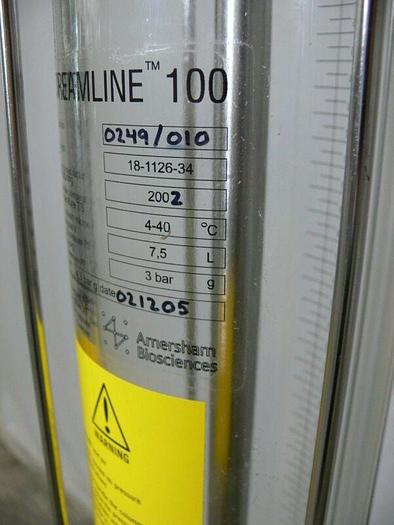 REAMLINE™ 100
0249/010
18-1126-34
2002
4-40 °C
7,5 L
3 bar g
date 021205
Amersham
Biosciences
WARNING
pressure